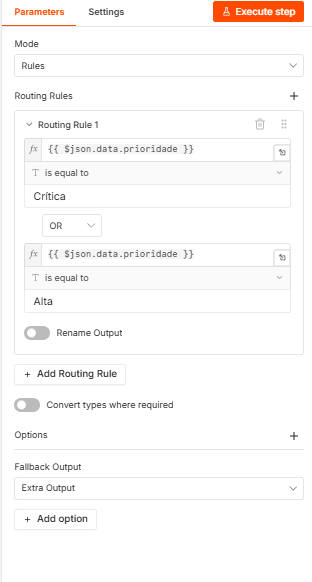 Parameters Settings Execute step
Mode
Rules
Routing Rules
Routing Rule 1
fx {{ $json.data.prioridade }}
T is equal to
Crítica
OR
fx {{ $json.data.prioridade }}
T is equal to
Alta
Rename Output
+ Add Routing Rule
Convert types where required
Options
Fallback Output
Extra Output
+ Add option